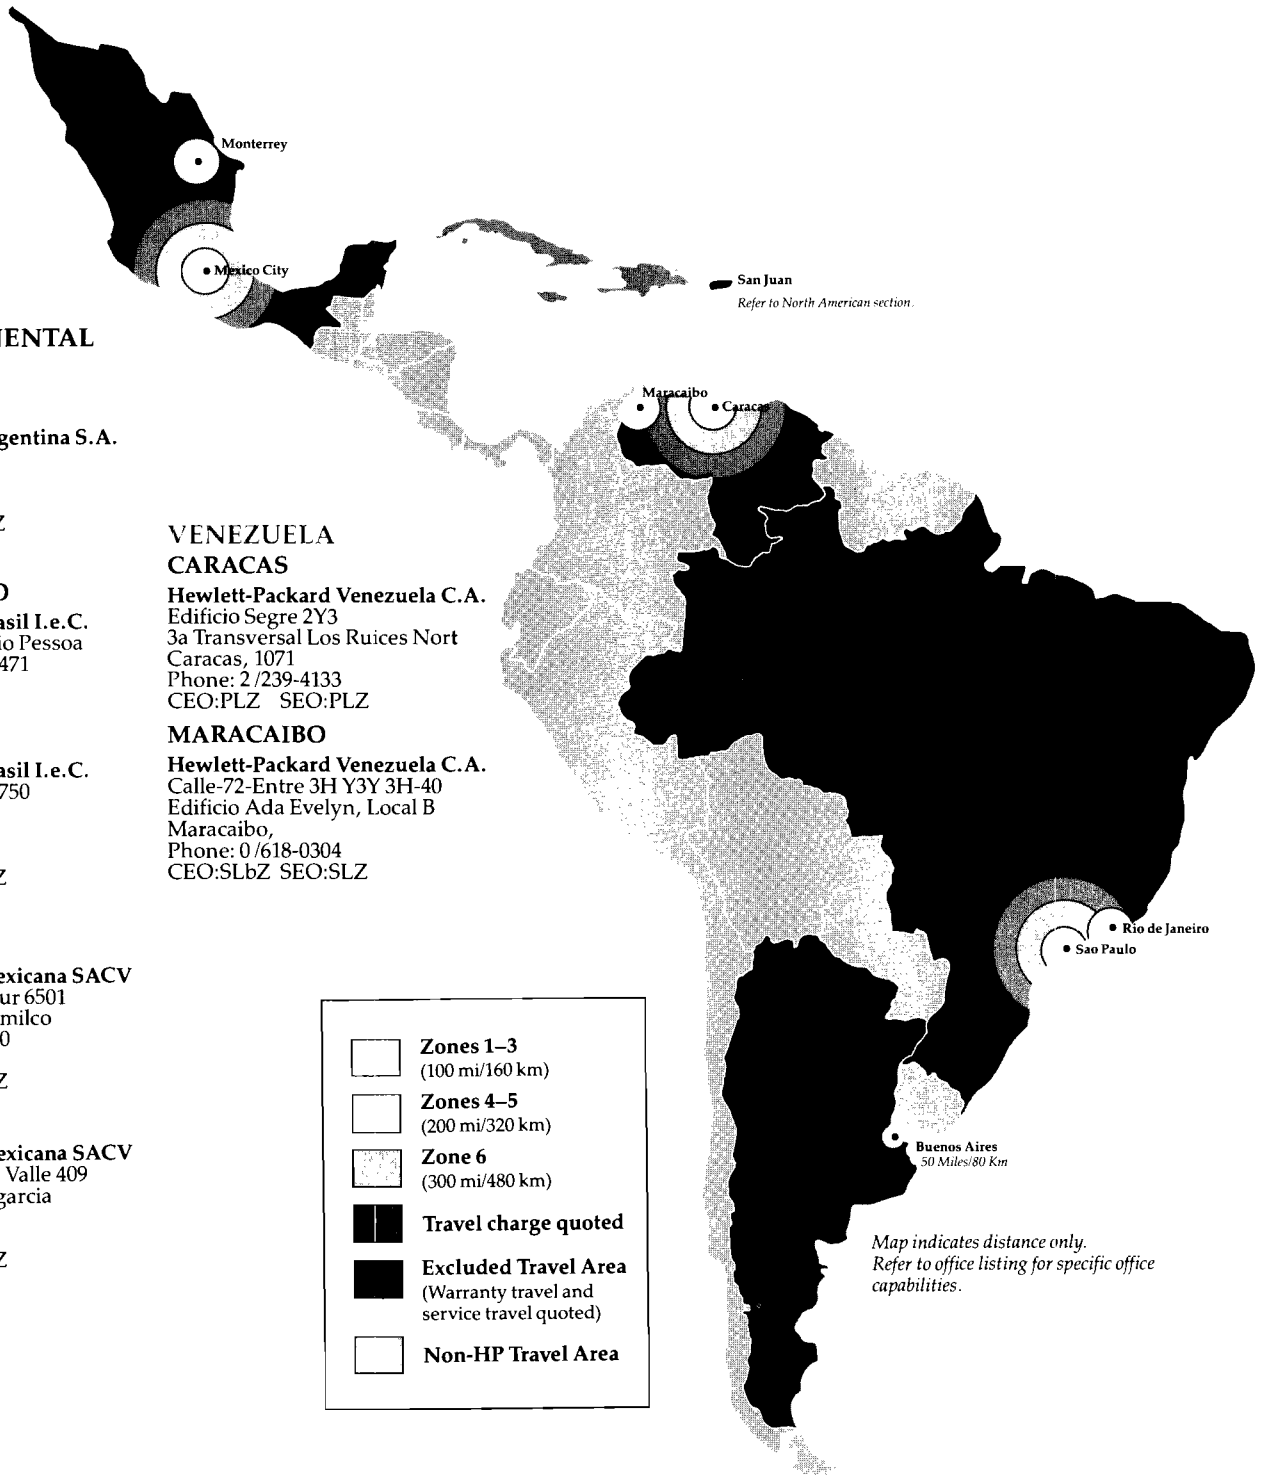 Monterrey
Mexico City
San Juan
Refer to North American section.
Maracaibo
Caracas
Rio de Janeiro
Sao Paulo
Buenos Aires
50 Miles/80 Km
Map indicates distance only.
Refer to office listing for specific office
capabilities.
IENTAL
gentina S.A.
Z
O
asil I.e.C.
io Pessoa
471
asil I.e.C.
750
Z
exicana SACV
ur 6501
milco
0
Z
exicana SACV
Valle 409
garcia
Z
VENEZUELA
CARACAS
Hewlett-Packard Venezuela C.A.
Edificio Segre 2Y3
3a Transversal Los Ruices Nort
Caracas, 1071
Phone: 2/239-4133
CEO:PLZ SEO:PLZ
MARACAIBO
Hewlett-Packard Venezuela C.A.
Calle-72-Entre 3H Y3Y 3H-40
Edificio Ada Evelyn, Local B
Maracaibo,
Phone: 0/618-0304
CEO:SLbZ SEO:SLZ
Zones 1–3
(100 mi/160 km)
Zones 4–5
(200 mi/320 km)
Zone 6
(300 mi/480 km)
Travel charge quoted
Excluded Travel Area
(Warranty travel and
service travel quoted)
Non-HP Travel Area